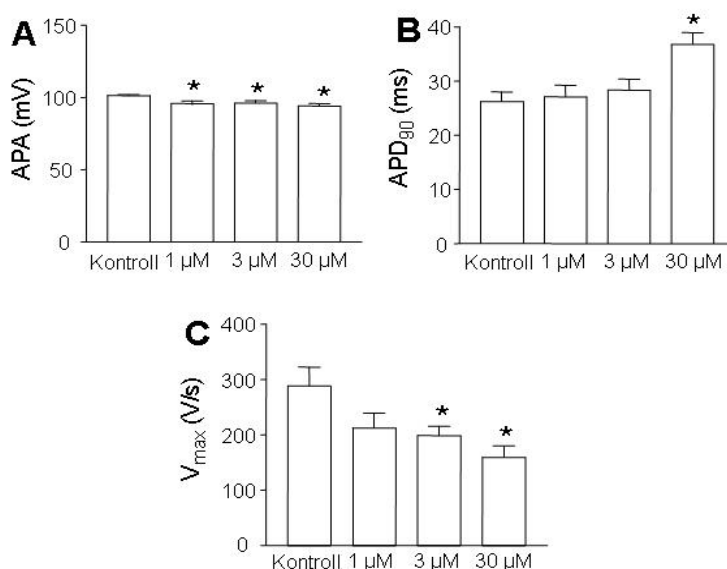 A
APA (mV)
150
100
50
0
* * *
Kontroll 1 µM 3 µM 30 µM
B
APD90 (ms)
40
30
20
10
0
*
Kontroll 1 µM 3 µM 30 µM
C
Vmax (V/s)
400
300
200
100
0
* *
Kontroll 1 µM 3 µM 30 µM